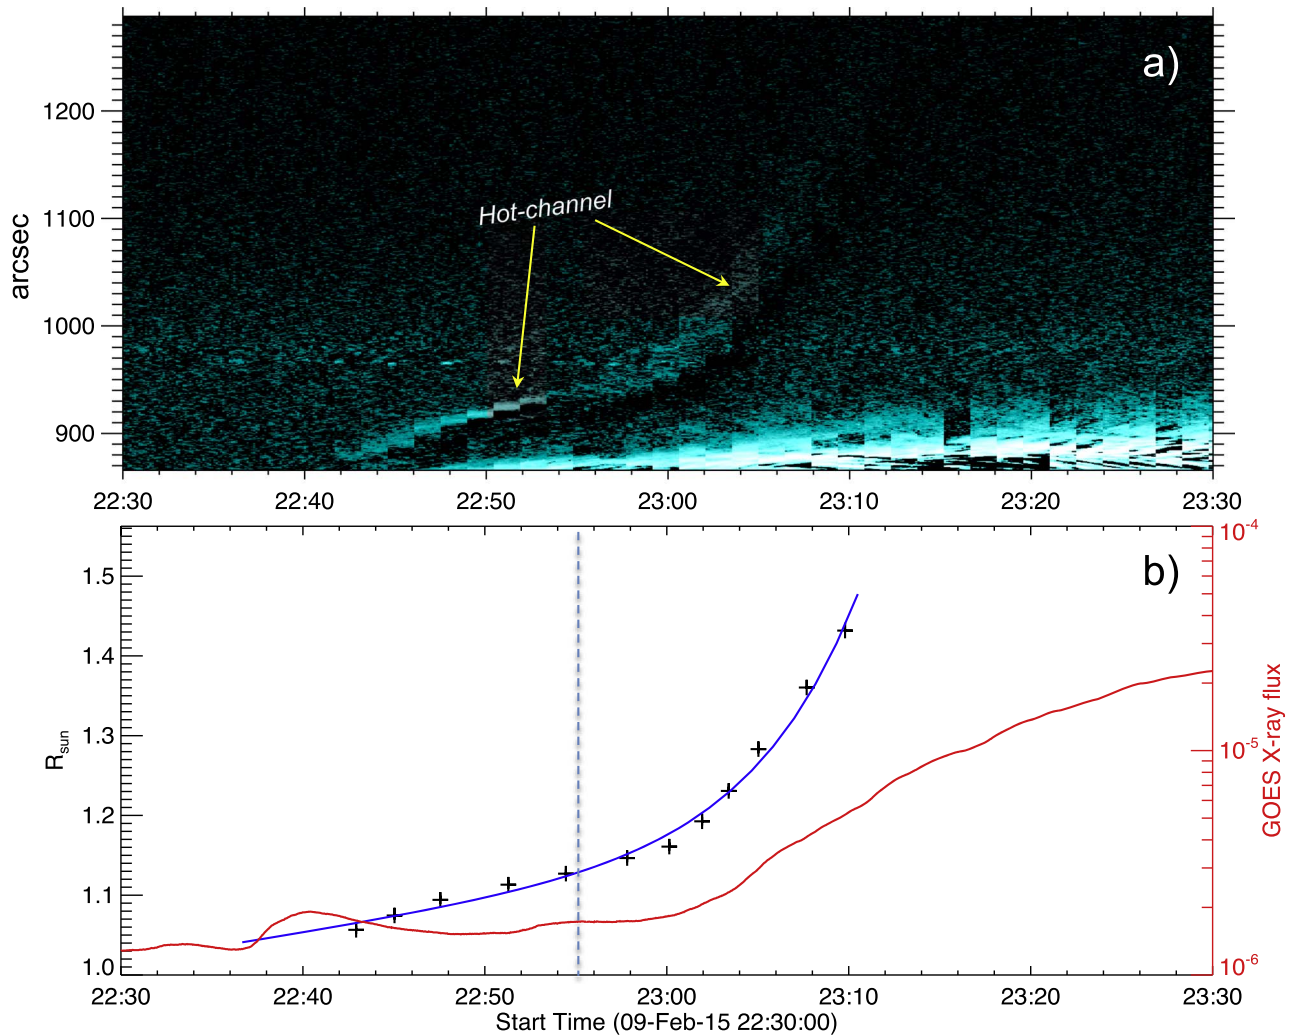 a)
1200
1100
1000
900
arcsec
Hot-channel
22:30 22:40 22:50 23:00 23:10 23:20 23:30
b)
1.5
1.4
1.3
1.2
1.1
1.0
Rsun
10-4
10-5
10-6
GOES X-ray flux
22:30 22:40 22:50 23:00 23:10 23:20 23:30
Start Time (09-Feb-15 22:30:00)